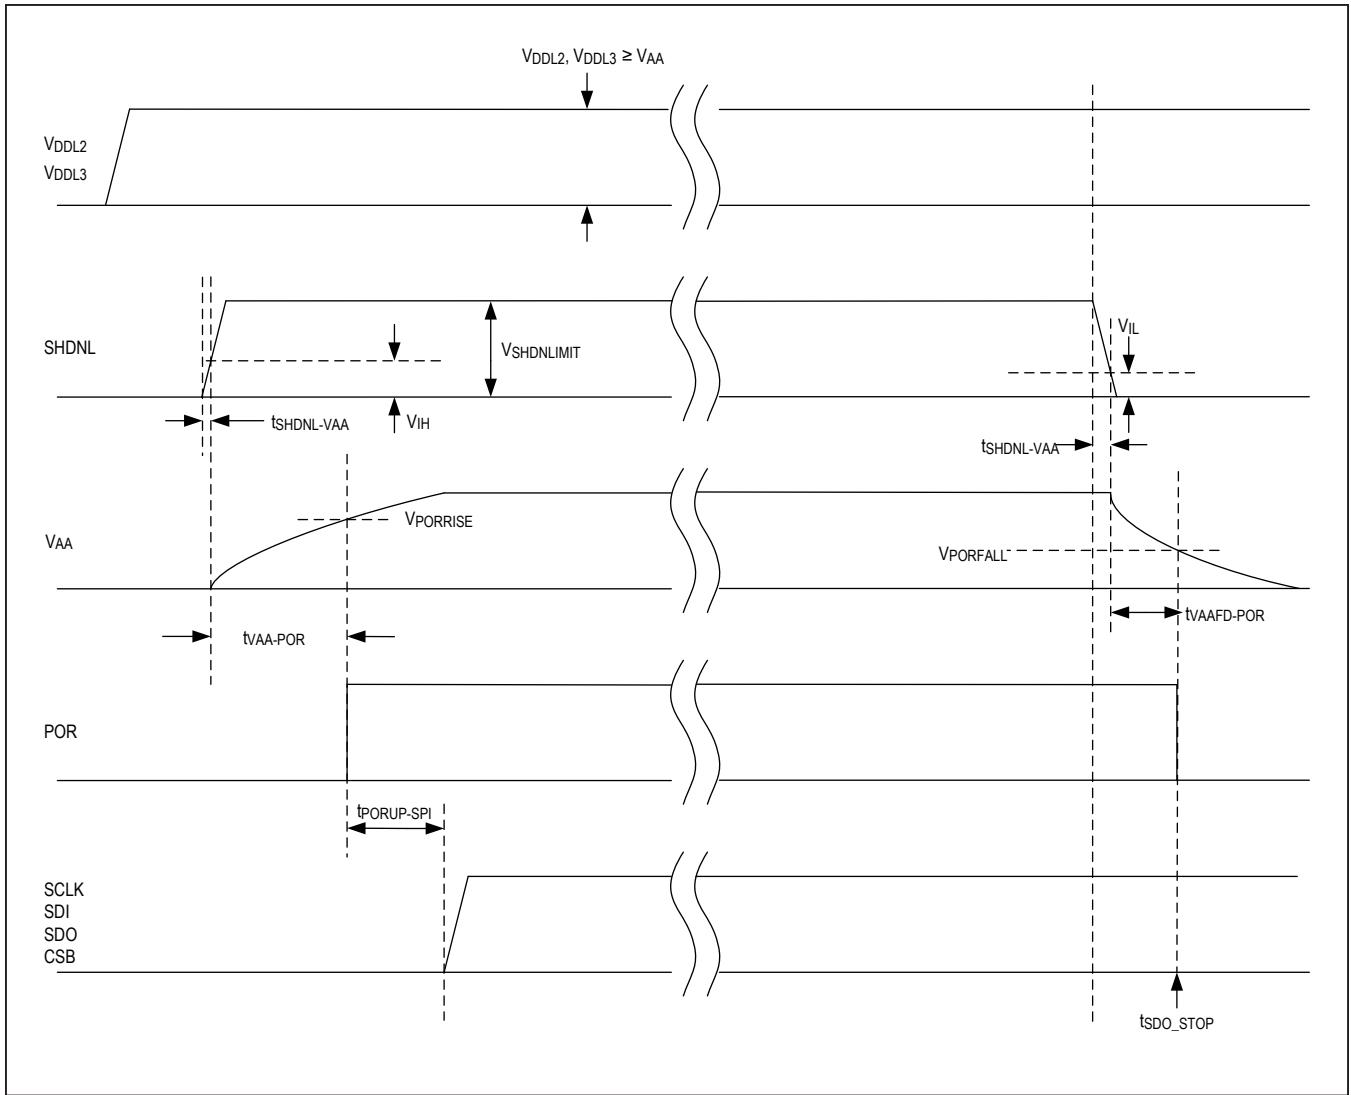 VDDL2, VDDL3 ≥ VAA
VDDL2
VDDL3
SHDNL
VSHDNLIMIT
VIL
tSHDNL-VAA
VIH
tSHDNL-VAA
VPORRISE
VAA
VPORFALL
tVAA-POR
tVAAFD-POR
POR
tPORUP-SPI
SCLK
SDI
SDO
CSB
tSDO_STOP